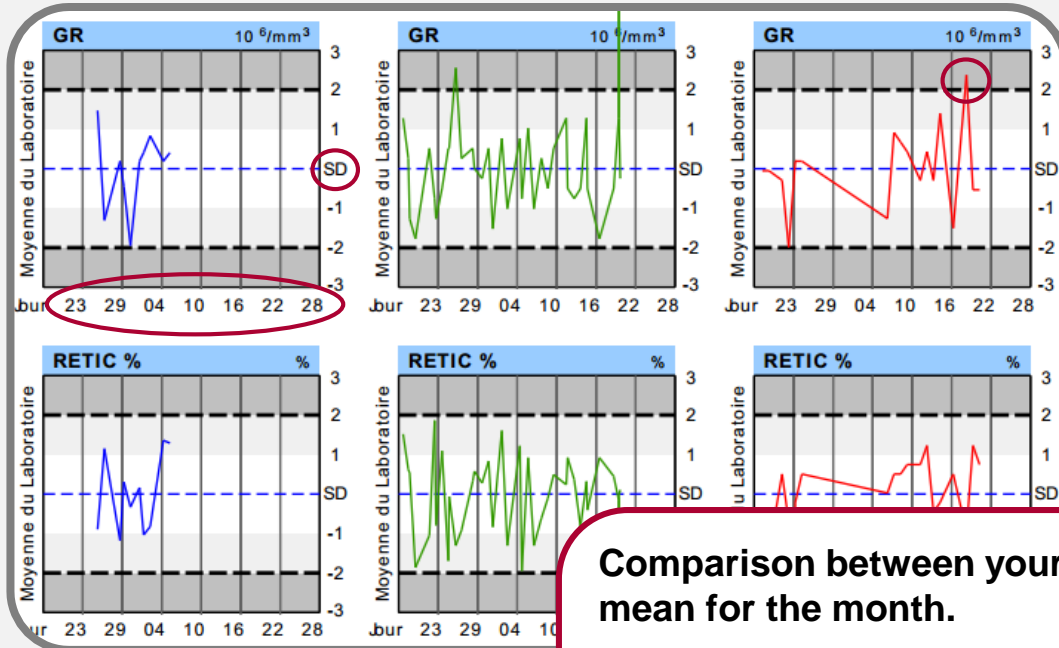 GR 10 6/mm3
Moyenne du Laboratoire
3
2
1
SD
-1
-2
-3
Jour 23 29 04 10 16 22 28
GR 10 6/mm3
Moyenne du Laboratoire
3
2
1
SD
-1
-2
-3
Jour 23 29 04 10 16 22 28
GR 10 6/mm3
Moyenne du Laboratoire
3
2
1
SD
-1
-2
-3
Jour 23 29 04 10 16 22 28
RETIC % %
Moyenne du Laboratoire
3
2
1
SD
-1
-2
-3
ur 23 29 04 10 16 22 28
RETIC % %
Moyenne du Laboratoire
3
2
1
SD
Jour 23 29 04
RETIC % %
Laboratoire
3
2
1
SD
Comparison between your
mean for the month.